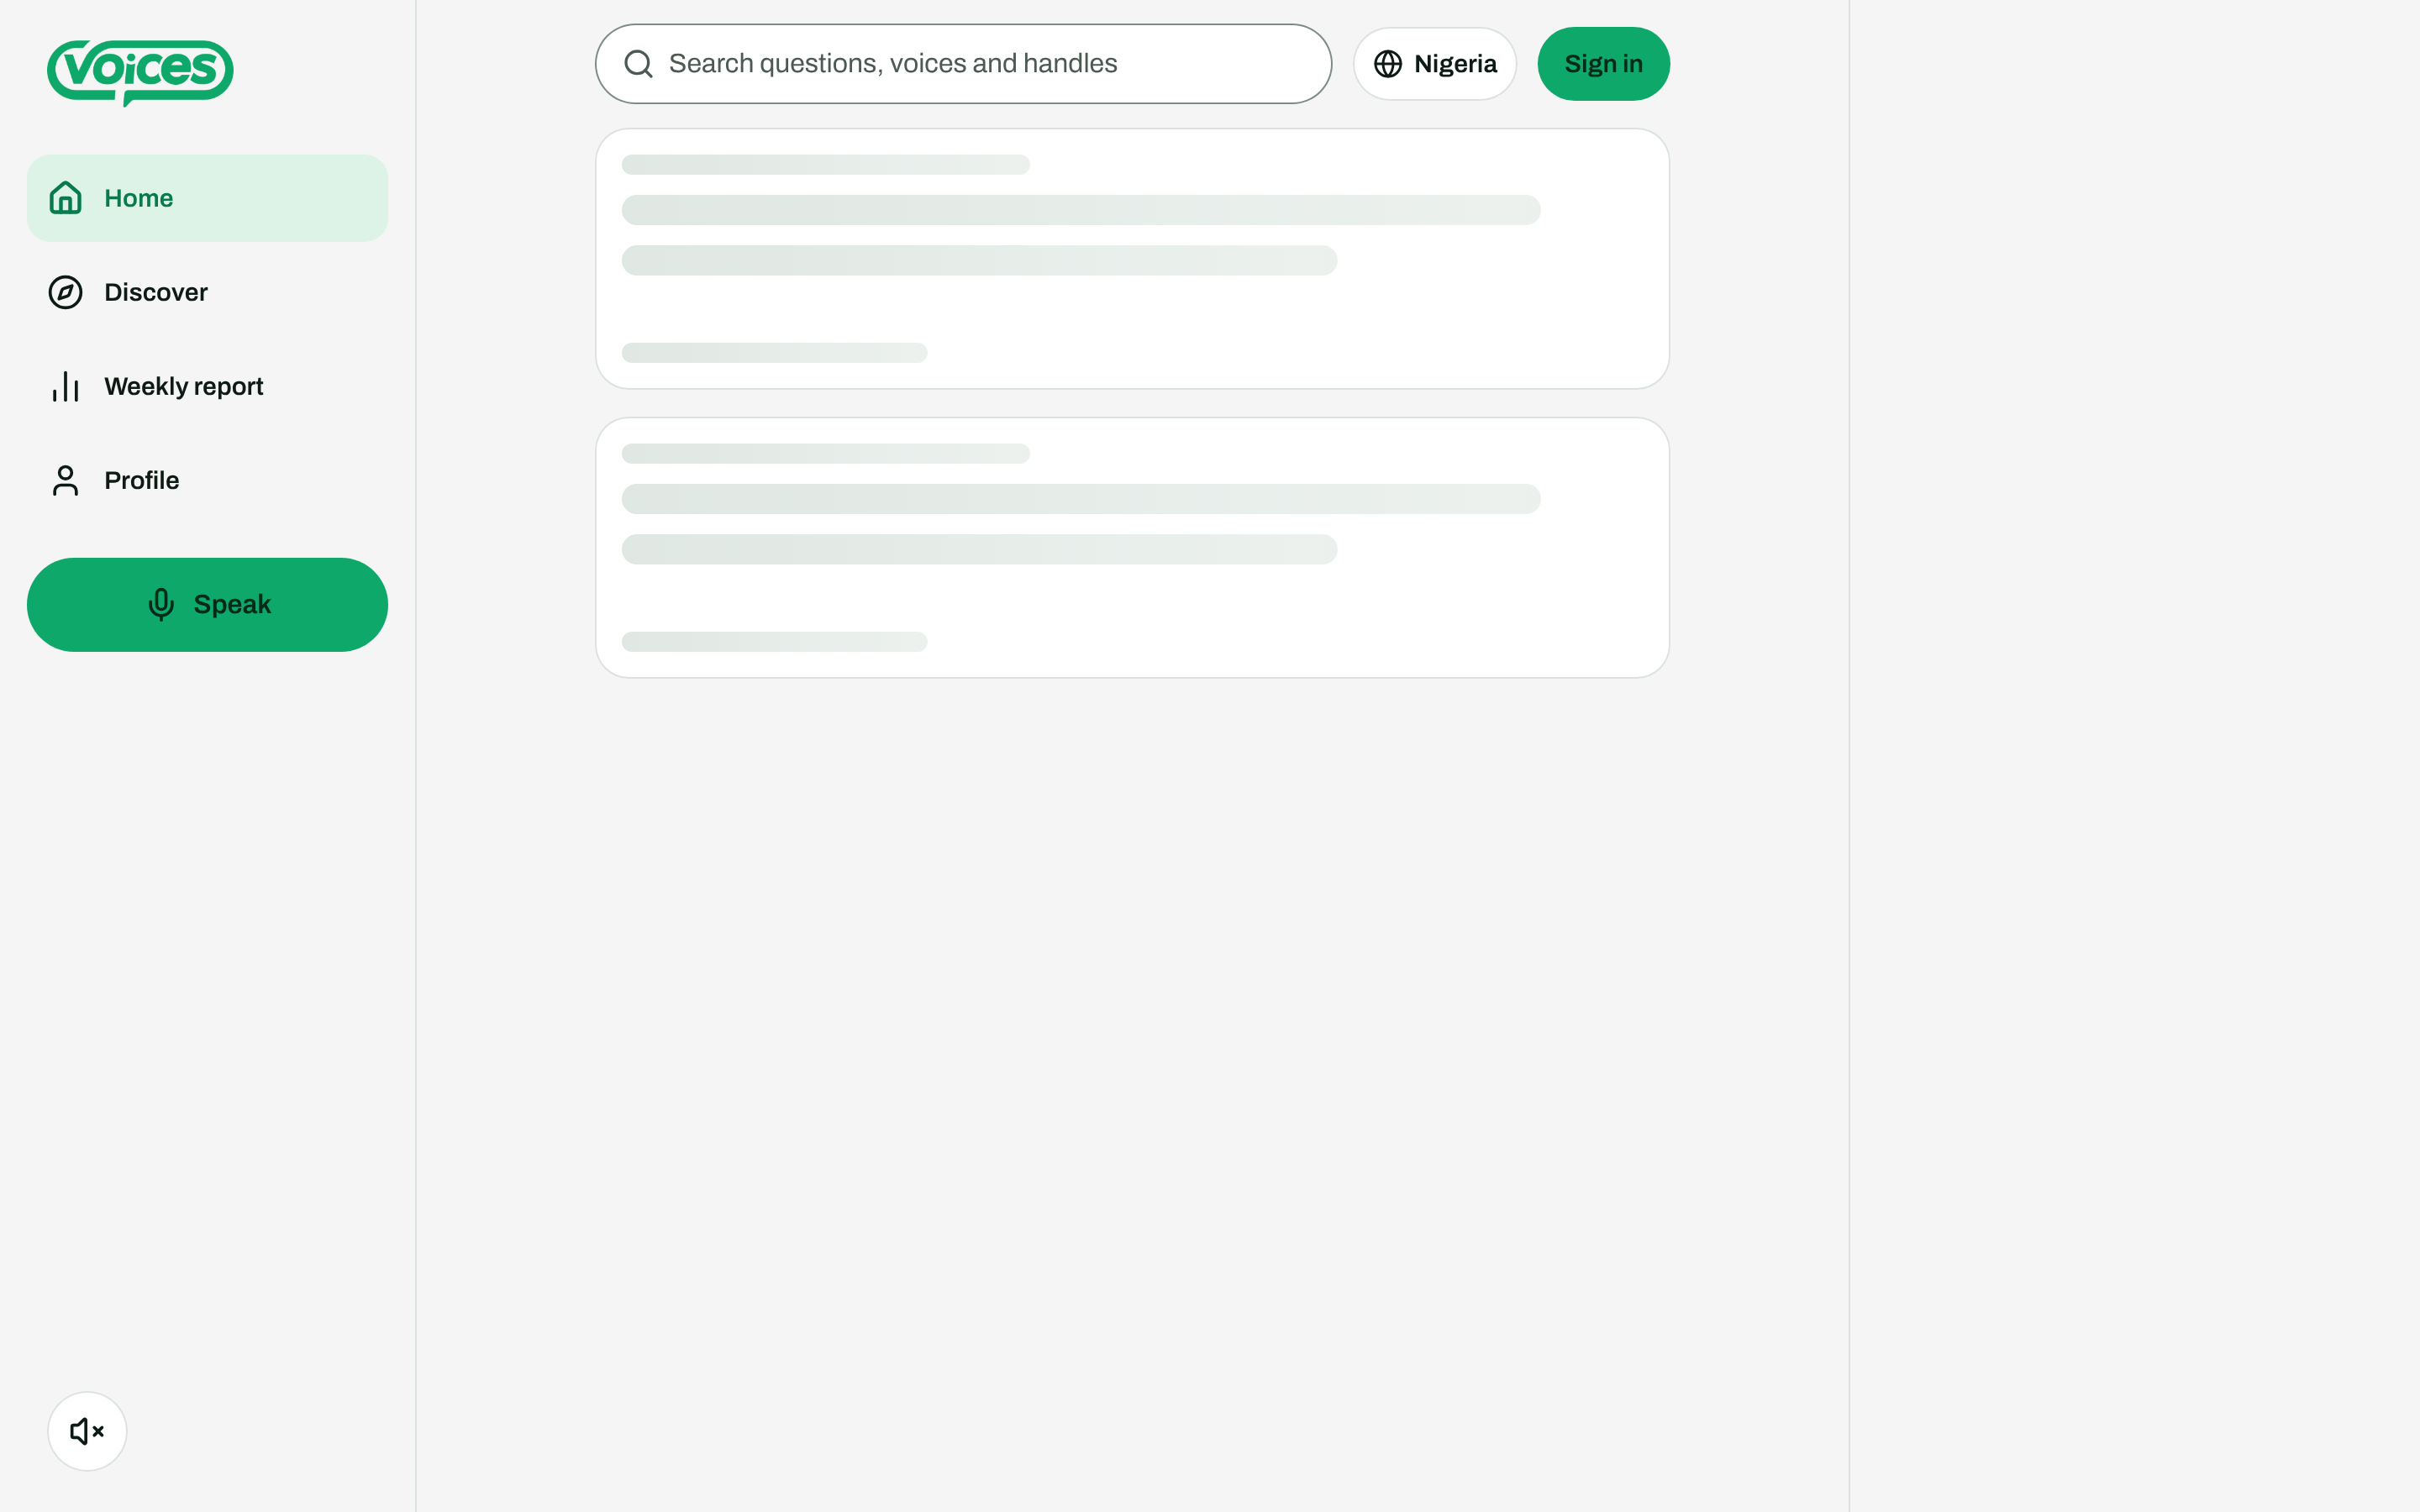 voices
Search questions, voices and handles
Nigeria
Sign in
Home
Discover
Weekly report
Profile
Speak